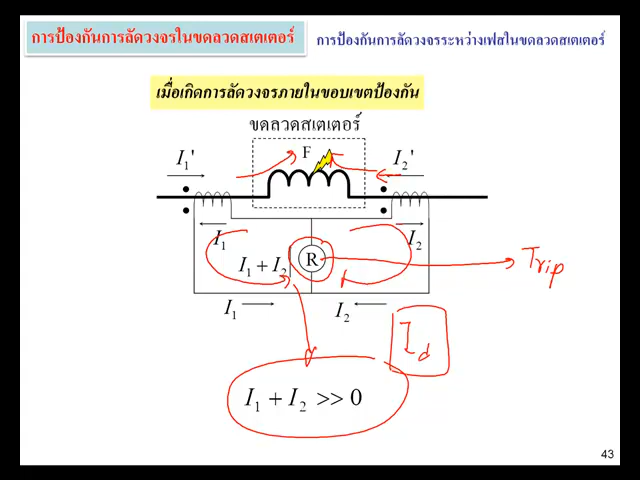 การป้องกันการลัดวงจรในขดลวดสเตเตอร์
การป้องกันการลัดวงจรระหว่างเฟสในขดลวดสเตเตอร์
เมื่อเกิดการลัดวงจรภายในขอบเขตป้องกัน
ขดลวดสเตเตอร์
I₁' F I₂'
I₁ I₂
I₁ + I₂ R Trip
I₁ I₂
I_d
I₁ + I₂ >> 0
43